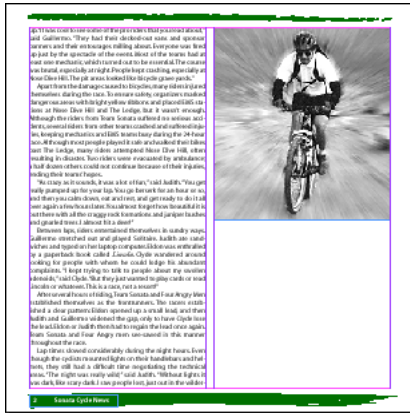 up. "It was cool to see some of the pro riders that you read about,"
said Guillermo. "They had their decked-out vans and sponsor
banners and their entourages milling about. Everyone was fired
up just by the spectacle of the event. Most of the teams had at
least one mechanic, which turned out to be essential. The course
was brutal, especially at night. People kept crashing, especially at
Nose Dive Hill. The pit areas looked like bicycle grave yards."
Apart from the damage caused to bicycles, many riders injured
themselves during the race. To ensure safety, organizers marked
dangerous areas with bright yellow ribbons and placed EMS sta-
tions at Nose Dive Hill and The Ledge, but it wasn't enough.
Although the riders from Team Sonata suffered no serious acci-
dents, several riders from other teams crashed and suffered inju-
ries, keeping mechanics and EMS teams busy during the 24-hour
race. Although most people played it safe and walked their bikes
past The Ledge, many riders attempted Nose Dive Hill, often
resulting in disaster. Two riders were evacuated by ambulance;
a half dozen others could not continue because of their injuries,
ending their teams' hopes.
"As crazy as it sounds, it was a lot of fun," said Judith. "You get
really pumped up for your lap. You go berserk for an hour or so,
and then you calm down, eat and rest, and get ready to do it all
over again a few hours later. You almost forget how beautiful it is
out there with all the craggy rock formations and juniper bushes
and gnarled trees. I almost hit a deer!"
Between laps, riders entertained themselves in sundry ways.
Guillermo stretched out and played Solitaire. Judith ate sand-
wiches and typed on her laptop computer. Eldon was enthralled
by a paperback book called Lincoln. Clyde wandered around
looking for people with whom he could lodge his abundant
complaints. "I kept trying to talk to people about my swollen
adenoids," said Clyde. "But they just wanted to play cards or read
Lincoln or whatever. This is a race, not a resort!"
After several hours of riding, Team Sonata and Four Angry Men
established themselves as the frontrunners. The races estab-
lished a clear pattern: Eldon opened up a small lead; and then
Judith and Guillermo widened the gap, only to have Clyde lose
the lead. Eldon or Judith then had to regain the lead once again.
Team Sonata and Four Angry men see-sawed in this manner
throughout the race.
Lap times slowed considerably during the night hours. Even
though the cyclists mounted lights on their handlebars and hel-
mets, they still had a difficult time negotiating the technical
areas. "The night was really wild," said Judith. "Without lights it
was dark, like scary dark. I saw people lost, just out in the wilder-
2 Sonata Cycle News